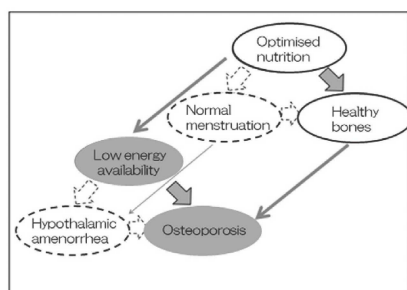 Optimised
nutrition
Normal
menstruation
Healthy
bones
Low energy
availability
Hypothalamic
amenorrhea
Osteoporosis